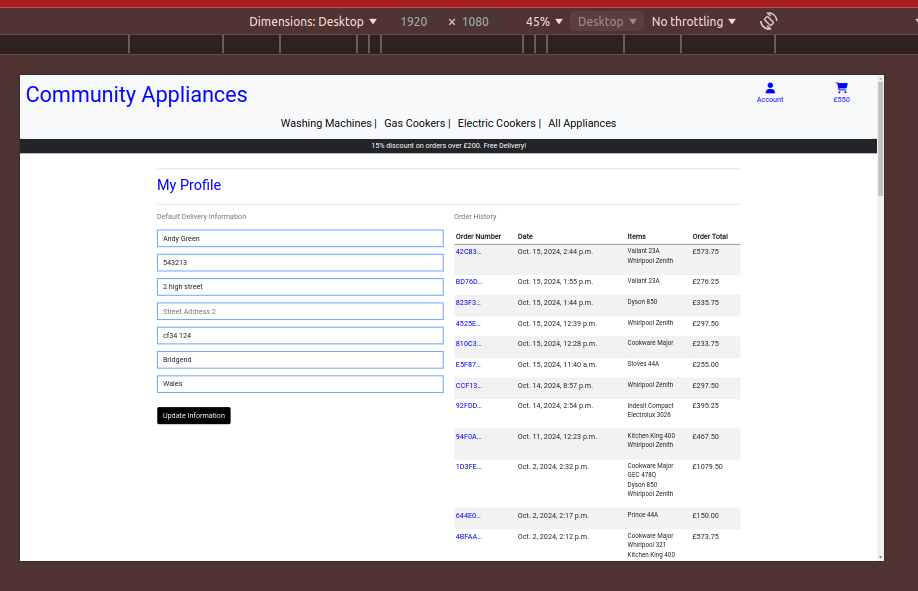 Dimensions: Desktop 1920 × 1080 45% Desktop No throttling
Community Appliances
Account £550
Washing Machines | Gas Cookers | Electric Cookers | All Appliances
15% discount on orders over £200. Free Delivery!
My Profile
Default Delivery Information
Andy Green
543213
2 high street
Street Address 2
cf34 124
Bridgend
Wales
Update Information
Order History
Order Number Date Items Order Total
42C83... Oct. 15, 2024, 2:44 p.m. Vailant 23A £573.75
Whirlpool Zenith
BD76D... Oct. 15, 2024, 1:55 p.m. Vailant 23A £276.25
823F3... Oct. 15, 2024, 1:44 p.m. Dyson 850 £335.75
4525E... Oct. 15, 2024, 12:39 p.m. Whirlpool Zenith £297.50
810C3... Oct. 15, 2024, 12:28 p.m. Cookware Major £233.75
E5F87... Oct. 15, 2024, 11:40 a.m. Stoves 44A £255.00
CCF13... Oct. 14, 2024, 8:57 p.m. Whirlpool Zenith £297.50
92FDD... Oct. 14, 2024, 2:54 p.m. Indesit Compact £395.25
Electrolux 3026
94F0A... Oct. 11, 2024, 12:23 p.m. Kitchen King 400 £467.50
Whirlpool Zenith
1D3FE... Oct. 2, 2024, 2:32 p.m. Cookware Major £1079.50
GEC 478Q
Dyson 850
Whirlpool Zenith
644E0... Oct. 2, 2024, 2:17 p.m. Prince 44A £150.00
4BFAA... Oct. 2, 2024, 2:12 p.m. Cookware Major £573.75
Whirlpool 321
Kitchen King 400